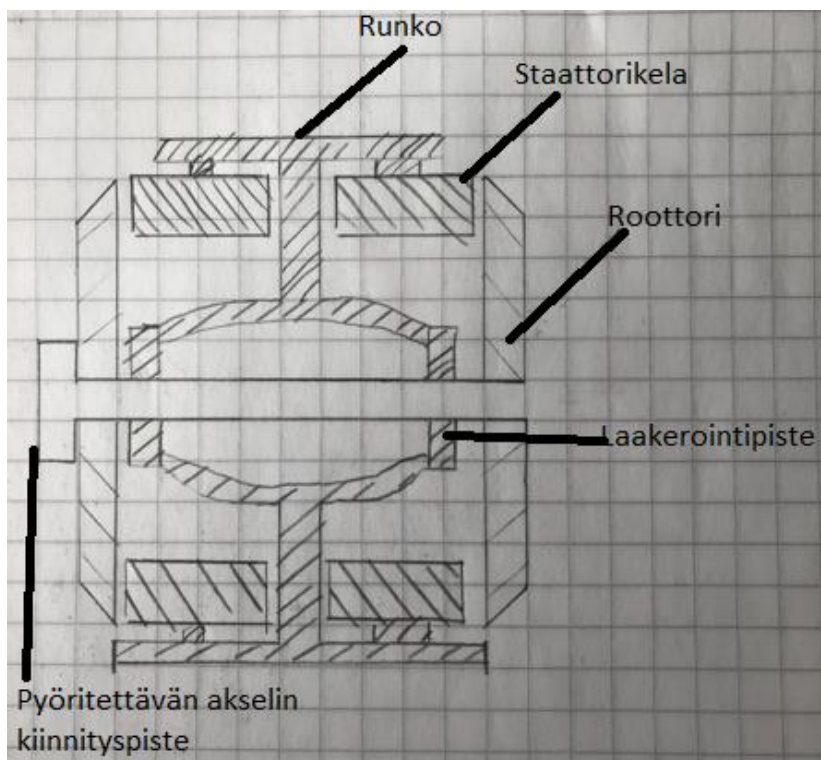 Runko
Staattorikela
Roottori
Laakerointipiste
Pyöritettävän akselin
kiinnityspiste